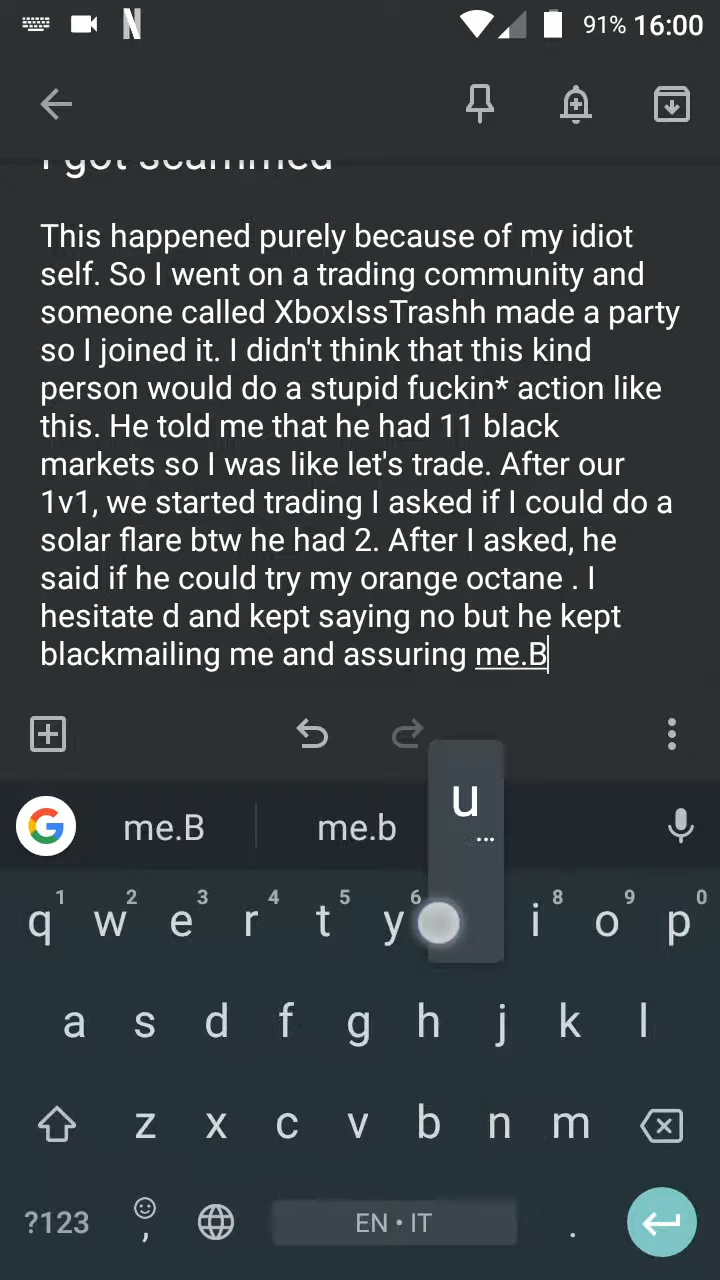 91% 16:00
I got scammed
This happened purely because of my idiot
self. So I went on a trading community and
someone called XboxIssTrashh made a party
so I joined it. I didn't think that this kind
person would do a stupid fuckin* action like
this. He told me that he had 11 black
markets so I was like let's trade. After our
1v1, we started trading I asked if I could do a
solar flare btw he had 2. After I asked, he
said if he could try my orange octane . I
hesitate d and kept saying no but he kept
blackmailing me and assuring me.B
u
...
G me.B me.b
1 2 3 4 5 6 8 9 0
q w e r t y i o p
a s d f g h j k l
z x c v b n m
?123 , EN • IT .